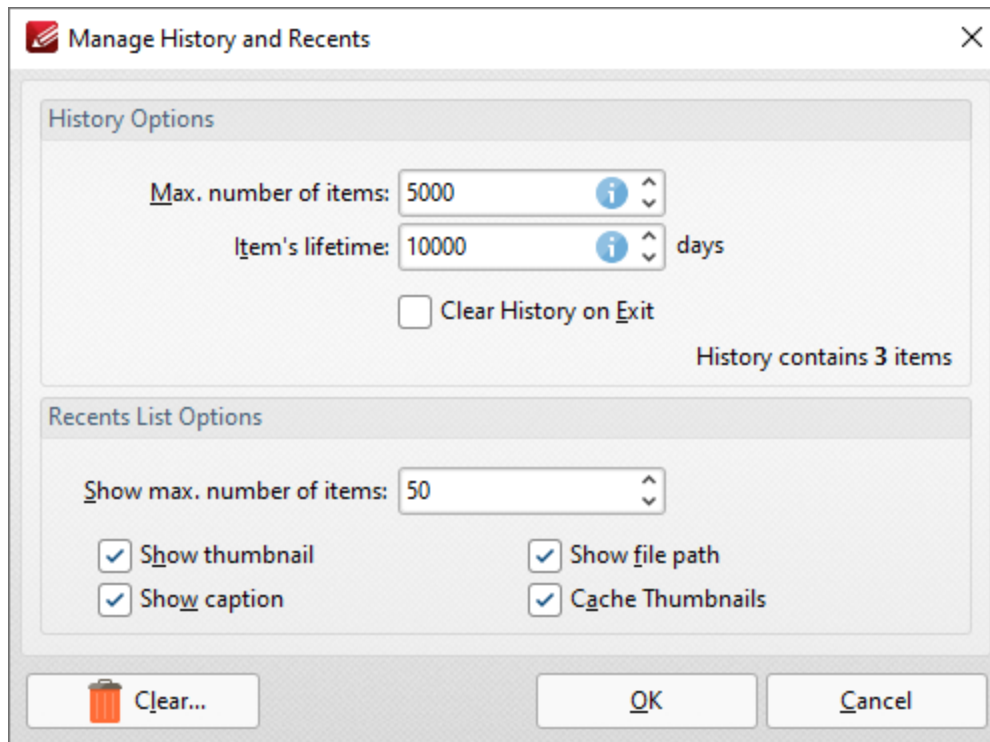 Manage History and Recents
History Options
Max. number of items: 5000
Item's lifetime: 10000 days
Clear History on Exit
History contains 3 items
Recents List Options
Show max. number of items: 50
Show thumbnail Show file path
Show caption Cache Thumbnails
Clear... OK Cancel